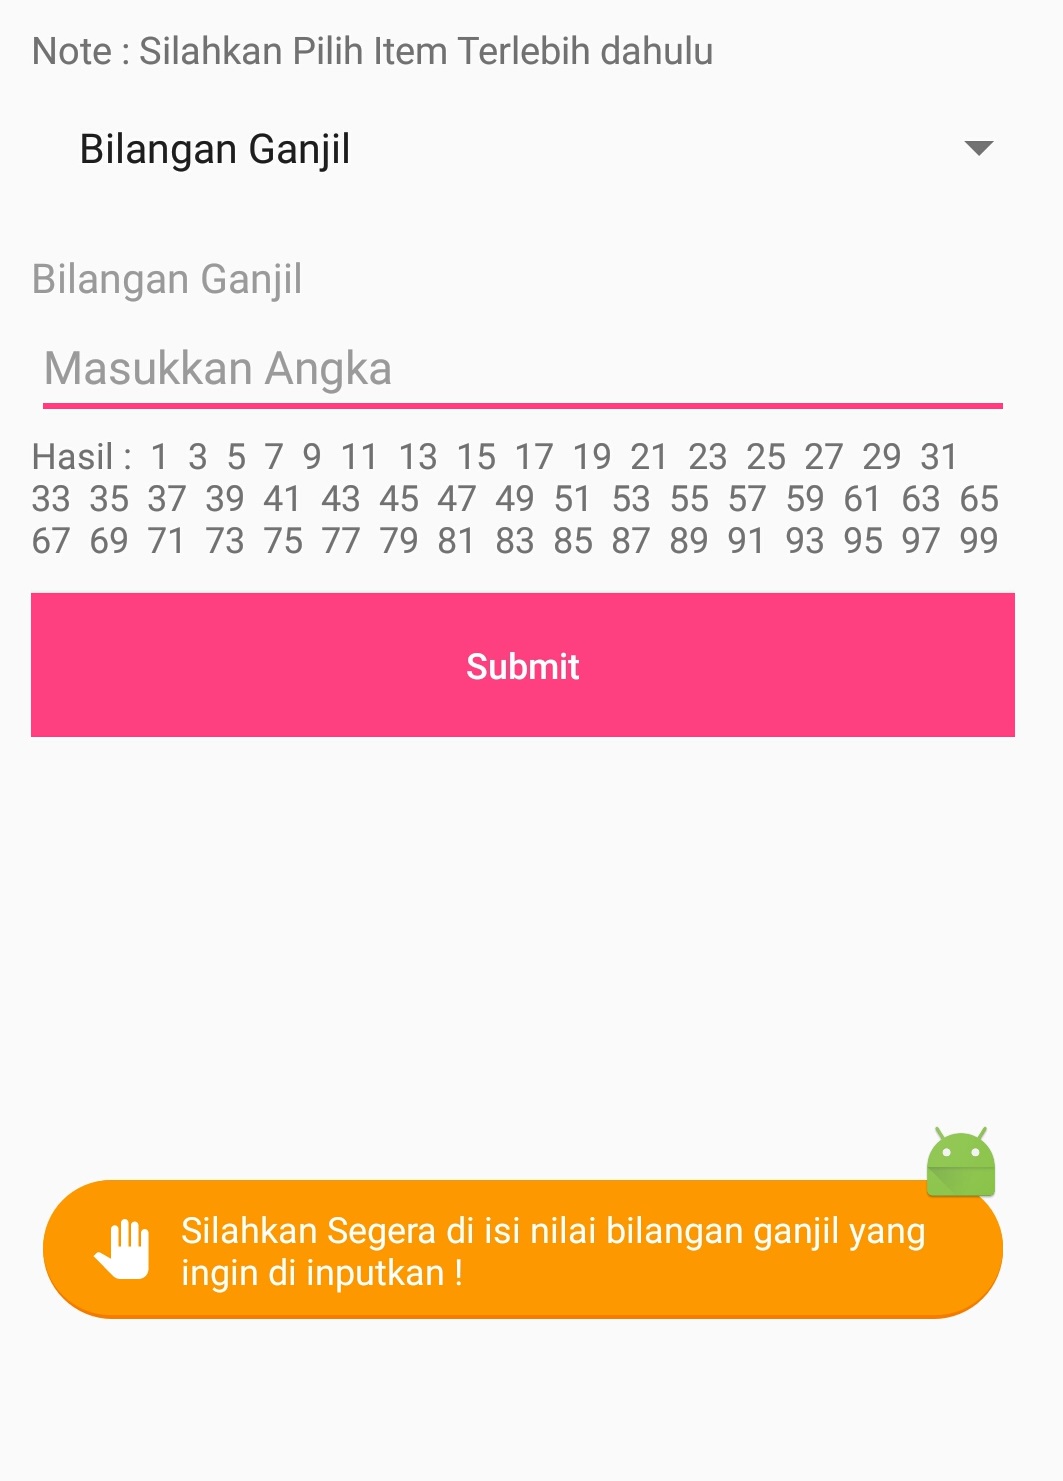 Note : Silahkan Pilih Item Terlebih dahulu
Bilangan Ganjil
Bilangan Ganjil
Masukkan Angka
Hasil : 1 3 5 7 9 11 13 15 17 19 21 23 25 27 29 31
33 35 37 39 41 43 45 47 49 51 53 55 57 59 61 63 65
67 69 71 73 75 77 79 81 83 85 87 89 91 93 95 97 99
Submit
Silahkan Segera di isi nilai bilangan ganjil yang
ingin di inputkan !